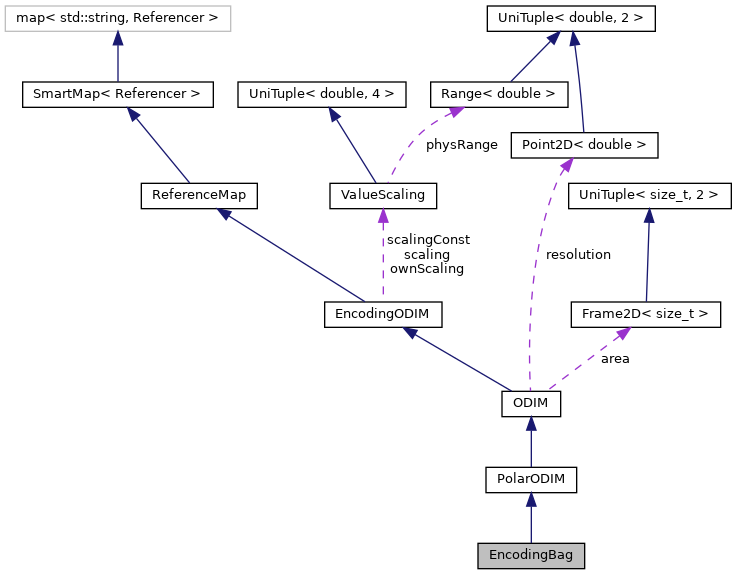 map< std::string, Referencer >
UniTuple< double, 2 >
SmartMap< Referencer >
UniTuple< double, 4 >
Range< double >
physRange
Point2D< double >
ReferenceMap
ValueScaling
UniTuple< size_t, 2 >
scalingConst
scaling
ownScaling
resolution
EncodingODIM
Frame2D< size_t >
area
ODIM
PolarODIM
EncodingBag